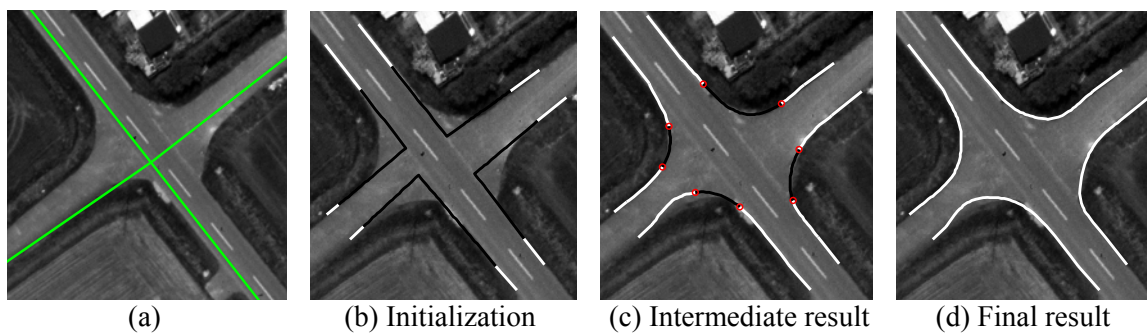 (a) (b) Initialization (c) Intermediate result (d) Final result